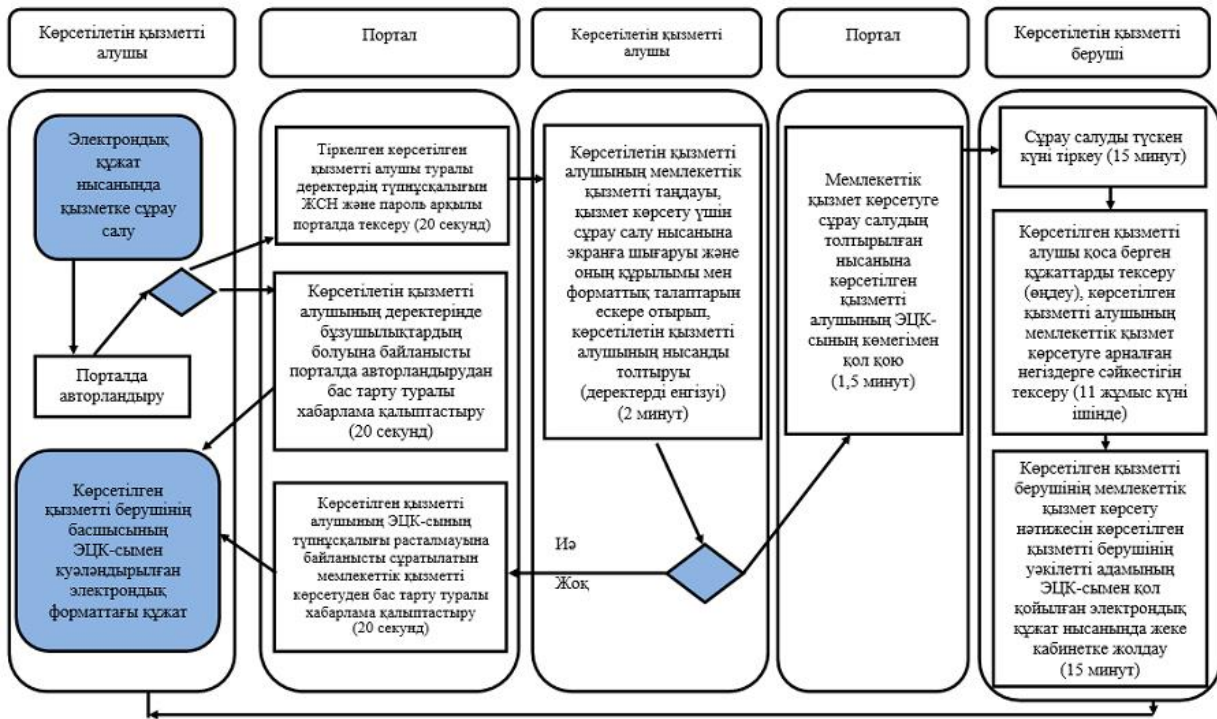 Көрсетілетін қызметті
алушы
Портал
Көрсетілетін қызметті
алушы
Портал
Көрсетілетін қызметті
беруші
Электрондық
құжат
нысанында
қызметке сұрау
салу
Порталда
авторландыру
Көрсетілген
қызметті берушінің
басшысының
ЭЦК-сымен
куәләндырылған
электрондық
форматтағы құжат
Тіркелген көрсетілген
қызметті алушы туралы
деректердің түпнұсқалығын
ЖСН және пароль арқылы
порталда тексеру (20 секунд)
Көрсетілетін қызметті
алушының деректерінде
бұзушылықтардың
болуына байланысты
порталда авторландырудан
бас тарту туралы
хабарлама қалыптастыру
(20 секунд)
Көрсетілген қызметті
алушының ЭЦК-сының
түпнұсқалығы расталмауына
байланысты сұратылатын
мемлекеттік қызметті
көрсетуден бас тарту туралы
хабарлама қалыптастыру
(20 секунд)
Көрсетілетін қызметті
алушының мемлекеттік
қызметті таңдауы,
қызмет көрсету үшін
сұрау салу нысанына
экранға шығаруы және
оның құрылымы мен
форматтық талаптарын
ескере отырып,
көрсетілетін қызметті
алушының нысанды
толтыруы
(деректерді енгізуі)
(2 минут)
Иә
Жоқ
Мемлекеттік
қызмет көрсетуге
сұрау салудың
толтырылған
нысанына
көрсетілген
қызметті
алушының ЭЦК-
сының көмегімен
қол қою
(1,5 минут)
Сұрау салуды түскен
күні тіркеу (15 минут)
Көрсетілген қызметті
алушы қоса берген
құжаттарды тексеру
(өңдеу), көрсетілген
қызметті алушының
мемлекеттік қызмет
көрсетуге арналған
негіздерге сәйкестігін
тексеру (11 жұмыс күні
ішінде)
Көрсетілген қызметті
берушінің мемлекеттік
қызмет көрсету
нәтижесін көрсетілген
қызметті берушінің
уәкілетті адамының
ЭЦК-сымен қол
қойылған электрондық
құжат нысанында жеке
кабинетке жолдау
(15 минут)